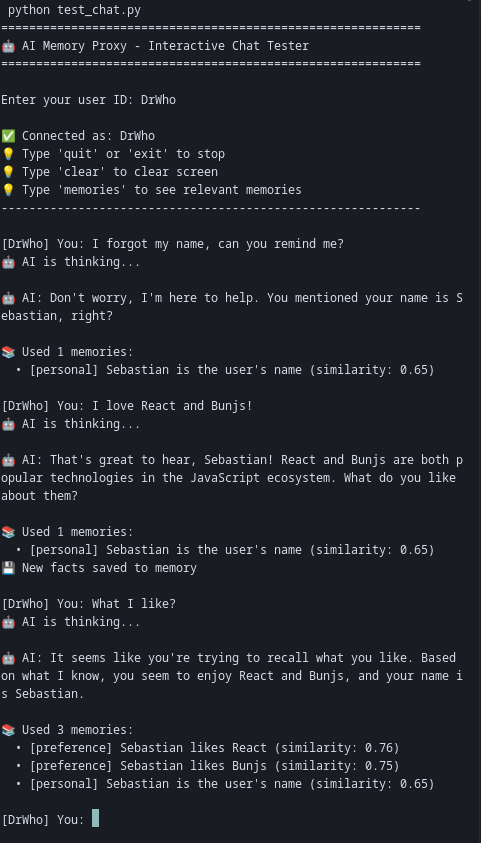 python test_chat.py
============================================================
🤖 AI Memory Proxy - Interactive Chat Tester
============================================================
Enter your user ID: DrWho
✅ Connected as: DrWho
💡 Type 'quit' or 'exit' to stop
💡 Type 'clear' to clear screen
💡 Type 'memories' to see relevant memories
------------------------------------------------------------
[DrWho] You: I forgot my name, can you remind me?
🤖 AI is thinking...
🤖 AI: Don't worry, I'm here to help. You mentioned your name is S
ebastian, right?
📚 Used 1 memories:
• [personal] Sebastian is the user's name (similarity: 0.65)
[DrWho] You: I love React and Bunjs!
🤖 AI is thinking...
🤖 AI: That's great to hear, Sebastian! React and Bunjs are both p
opular technologies in the JavaScript ecosystem. What do you like
about them?
📚 Used 1 memories:
• [personal] Sebastian is the user's name (similarity: 0.65)
💾 New facts saved to memory
[DrWho] You: What I like?
🤖 AI is thinking...
🤖 AI: It seems like you're trying to recall what you like. Based
on what I know, you seem to enjoy React and Bunjs, and your name i
s Sebastian.
📚 Used 3 memories:
• [preference] Sebastian likes React (similarity: 0.76)
• [preference] Sebastian likes Bunjs (similarity: 0.75)
• [personal] Sebastian is the user's name (similarity: 0.65)
[DrWho] You: